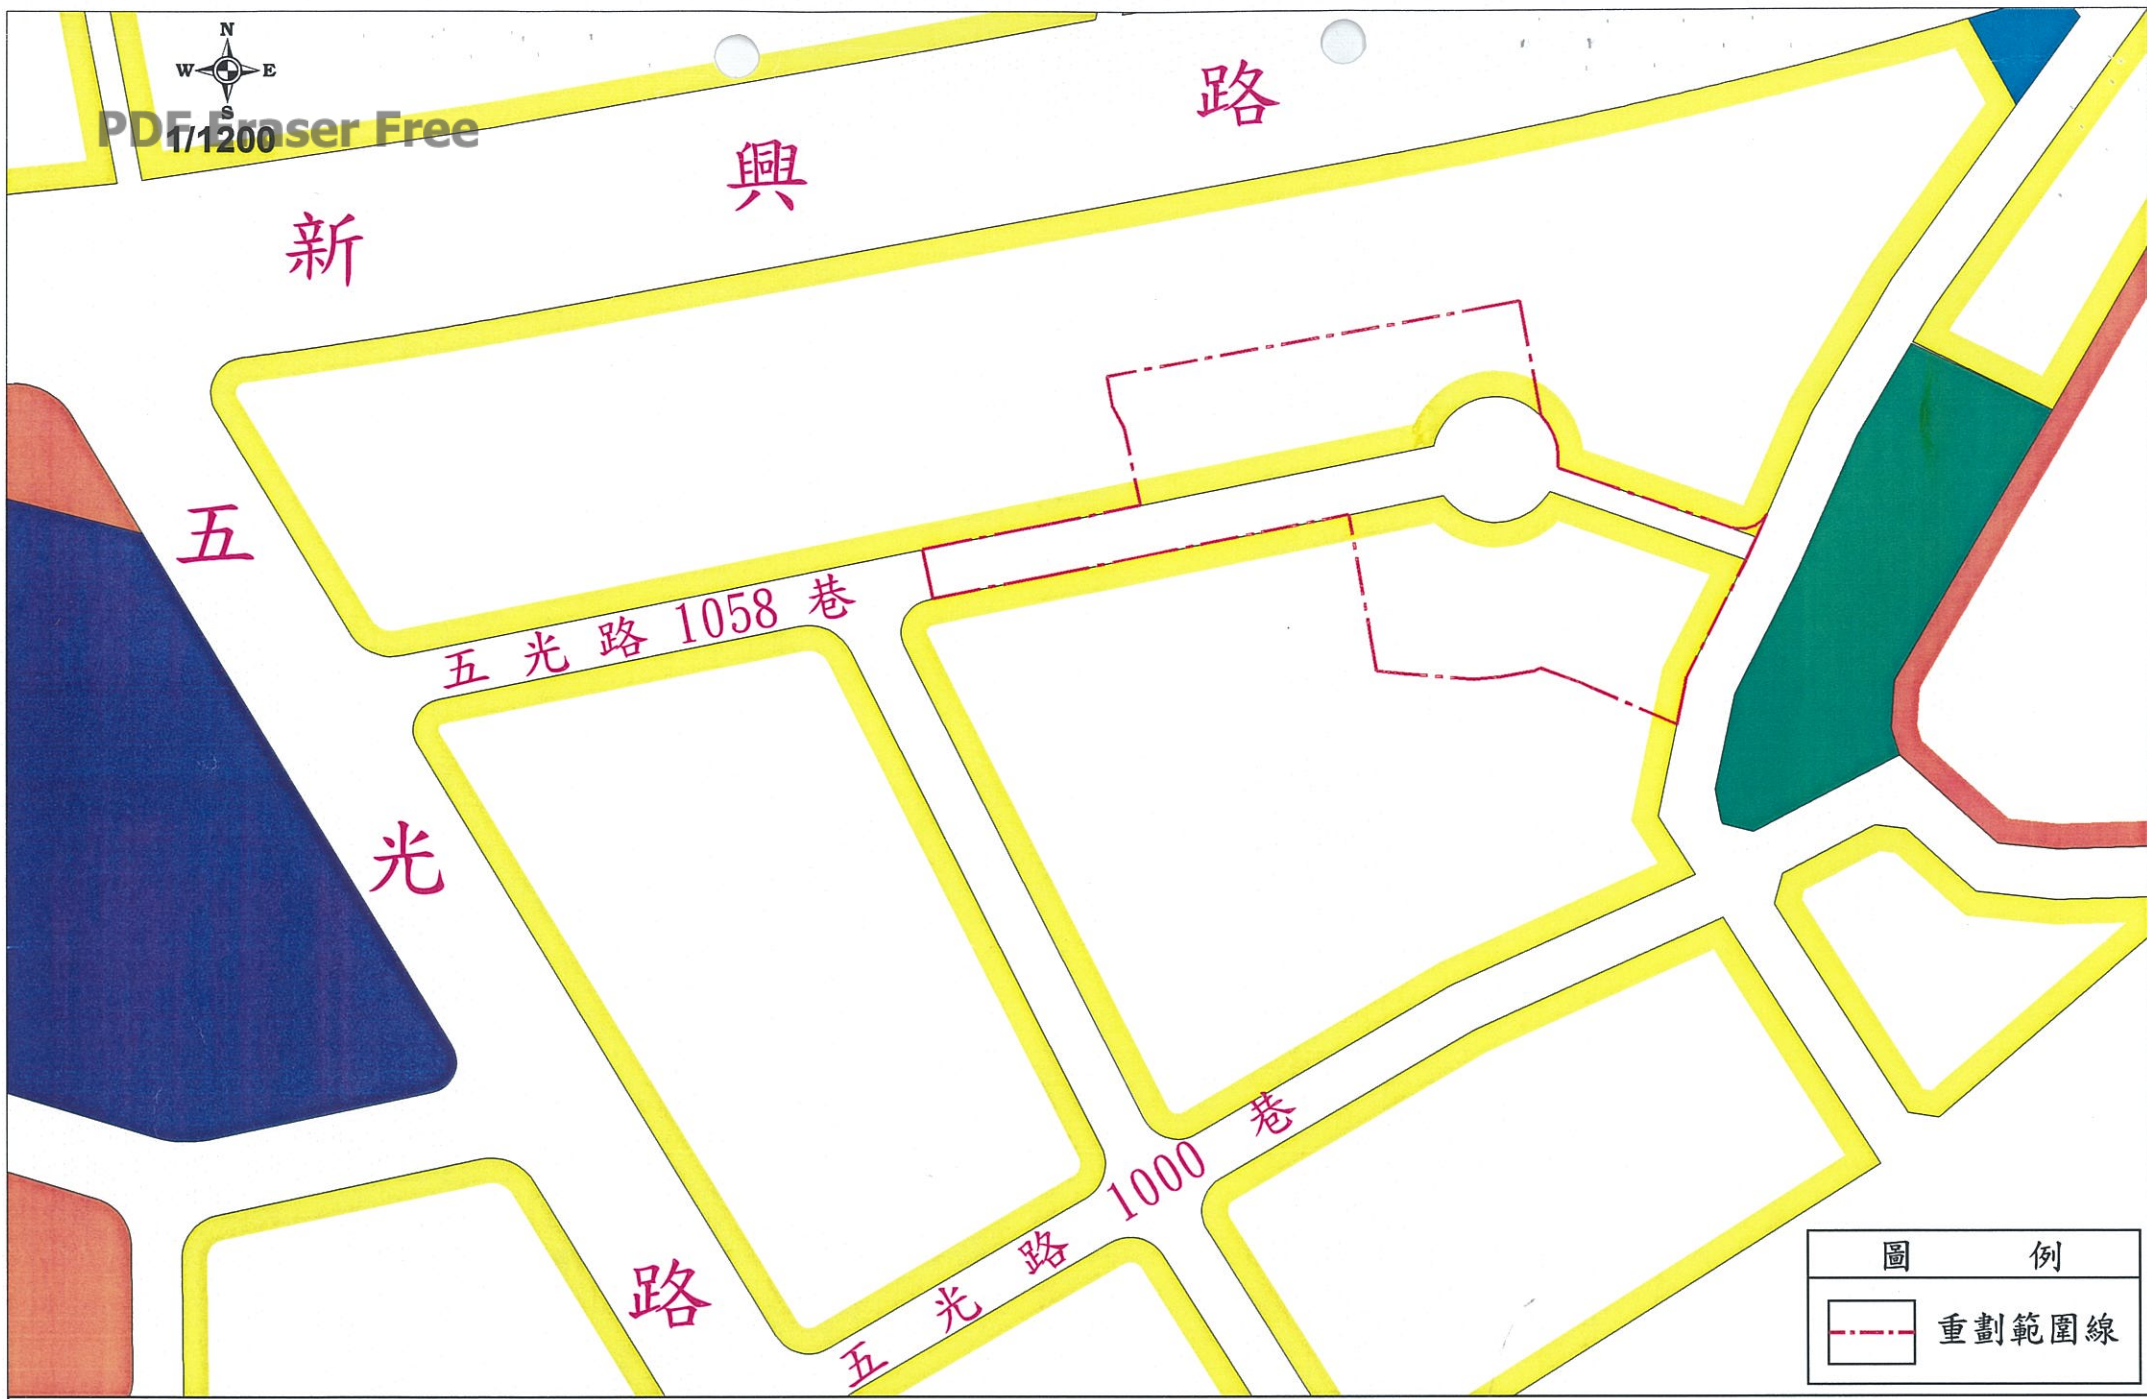 N
W E
S
PDF Eraser Free
1/1200
新興路
五光路
五光路1058巷
五光路1000巷
圖例
重劃範圍線